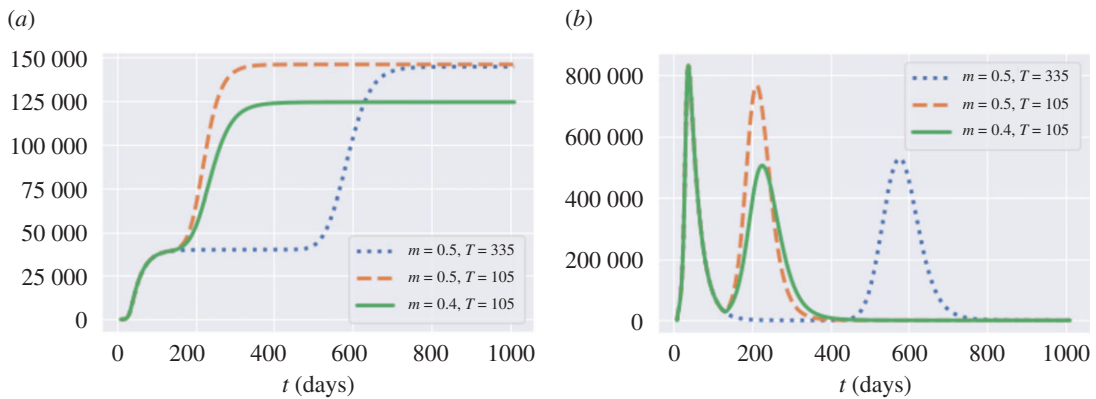 (a)
150 000
125 000
100 000
75 000
50 000
25 000
0
0 200 400 600 800 1000
t (days)
m = 0.5, T = 335
m = 0.5, T = 105
m = 0.4, T = 105
(b)
800 000
600 000
400 000
200 000
0
0 200 400 600 800 1000
t (days)
m = 0.5, T = 335
m = 0.5, T = 105
m = 0.4, T = 105